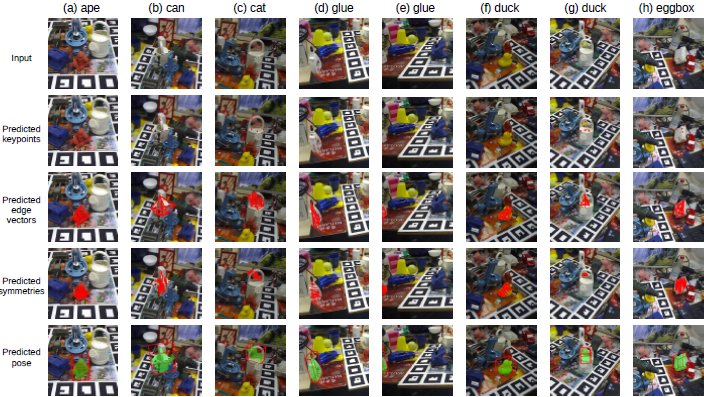 (a) ape (b) can (c) cat (d) glue (e) glue (f) duck (g) duck (h) eggbox
Input
Predicted
keypoints
Predicted
edge
vectors
Predicted
symmetries
Predicted
pose